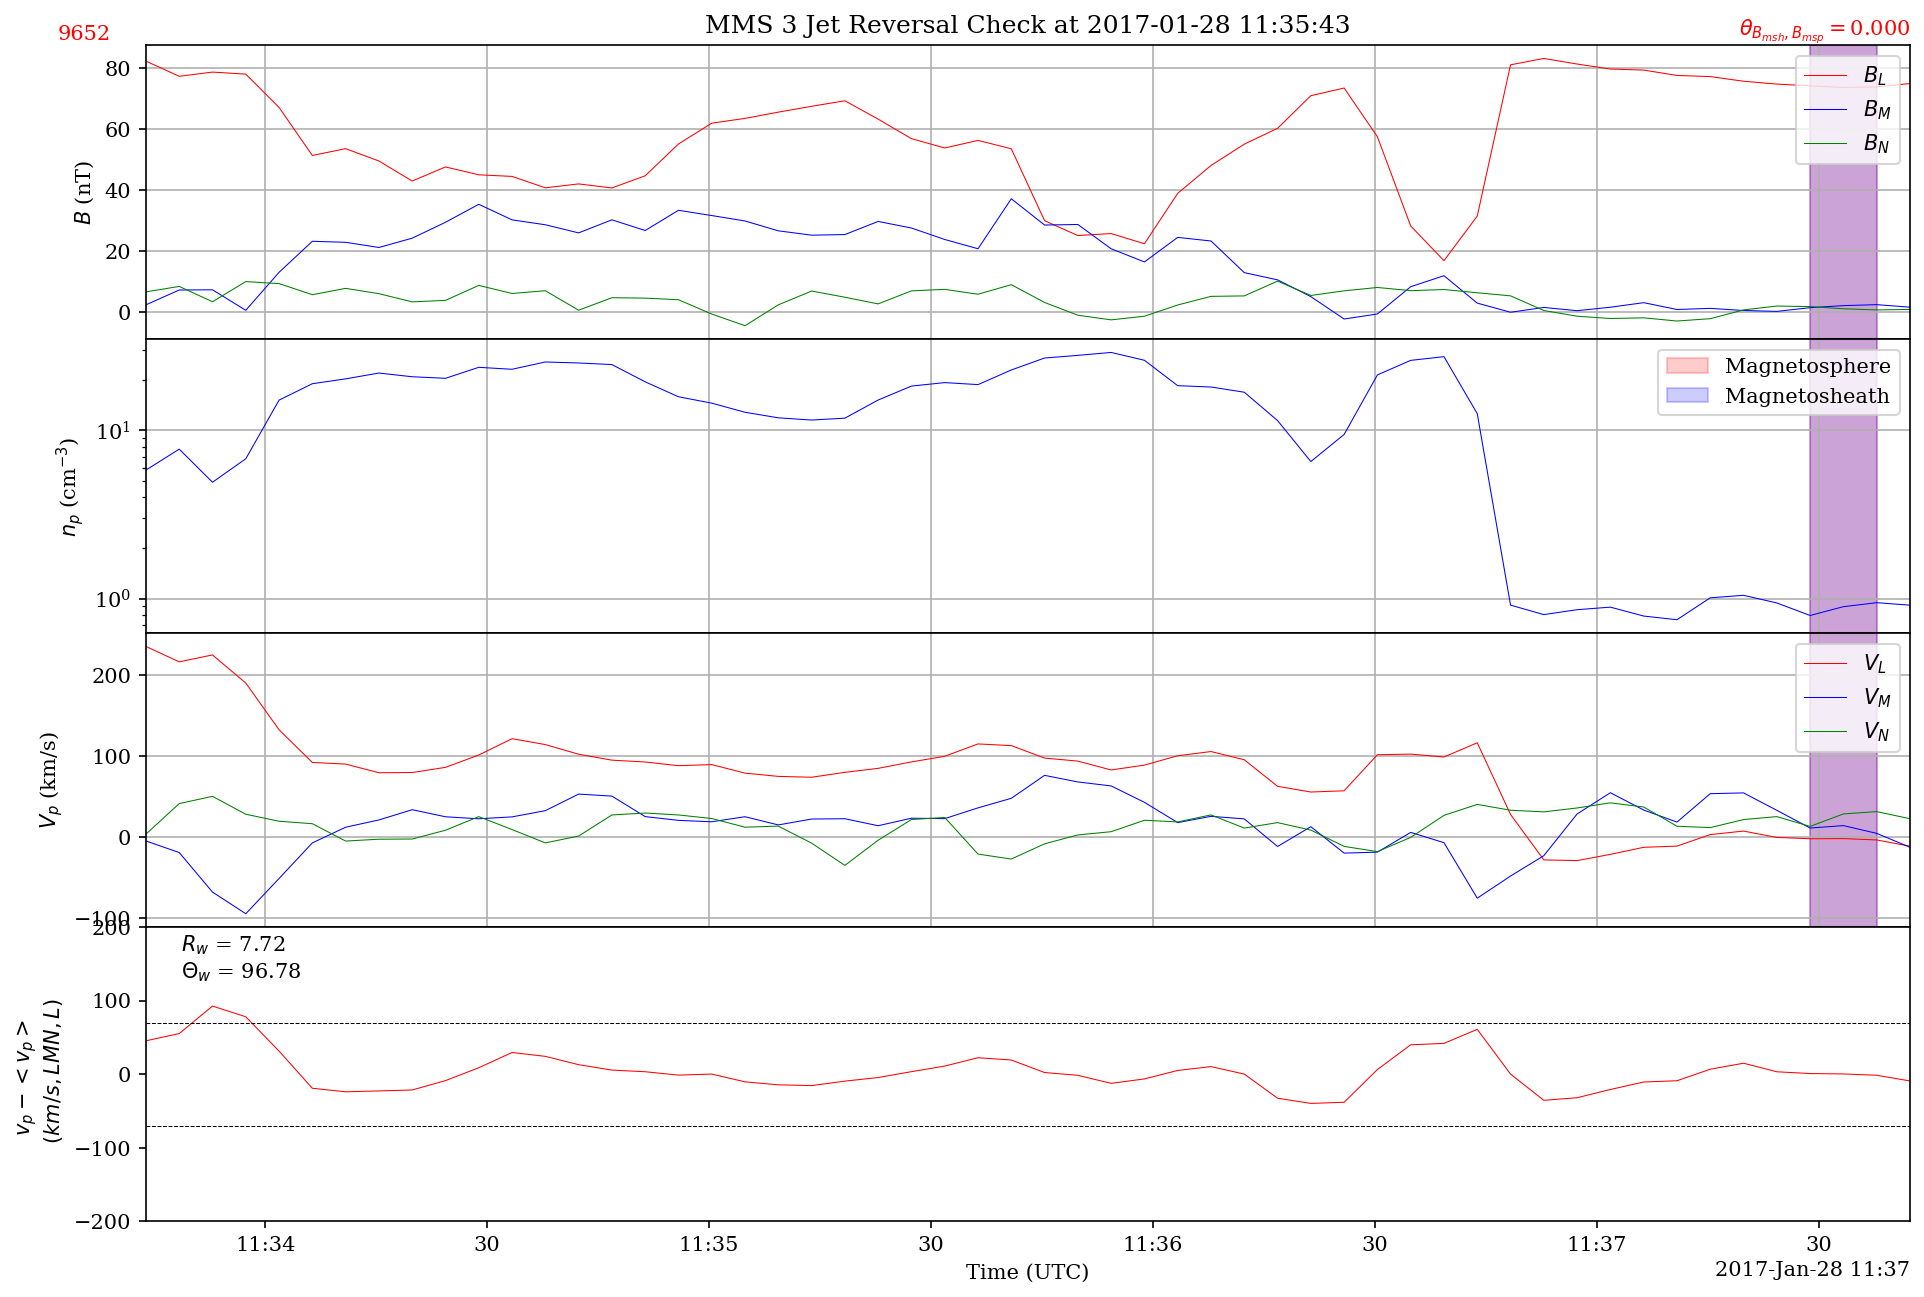 9652
MMS 3 Jet Reversal Check at 2017-01-28 11:35:43
θ_{B_{msh}, B_{msp}} = 0.000
B (nT)
80
60
40
20
0
B_L
B_M
B_N
n_p (cm^{-3})
10^1
10^0
Magnetosphere
Magnetosheath
V_p (km/s)
200
100
0
−100
V_L
V_M
V_N
v_p − < v_p >
(km/s, LMN, L)
200
100
0
−100
−200
R_w = 7.72
Θ_w = 96.78
11:34 30 11:35 30 11:36 30 11:37 30
Time (UTC)
2017-Jan-28 11:37